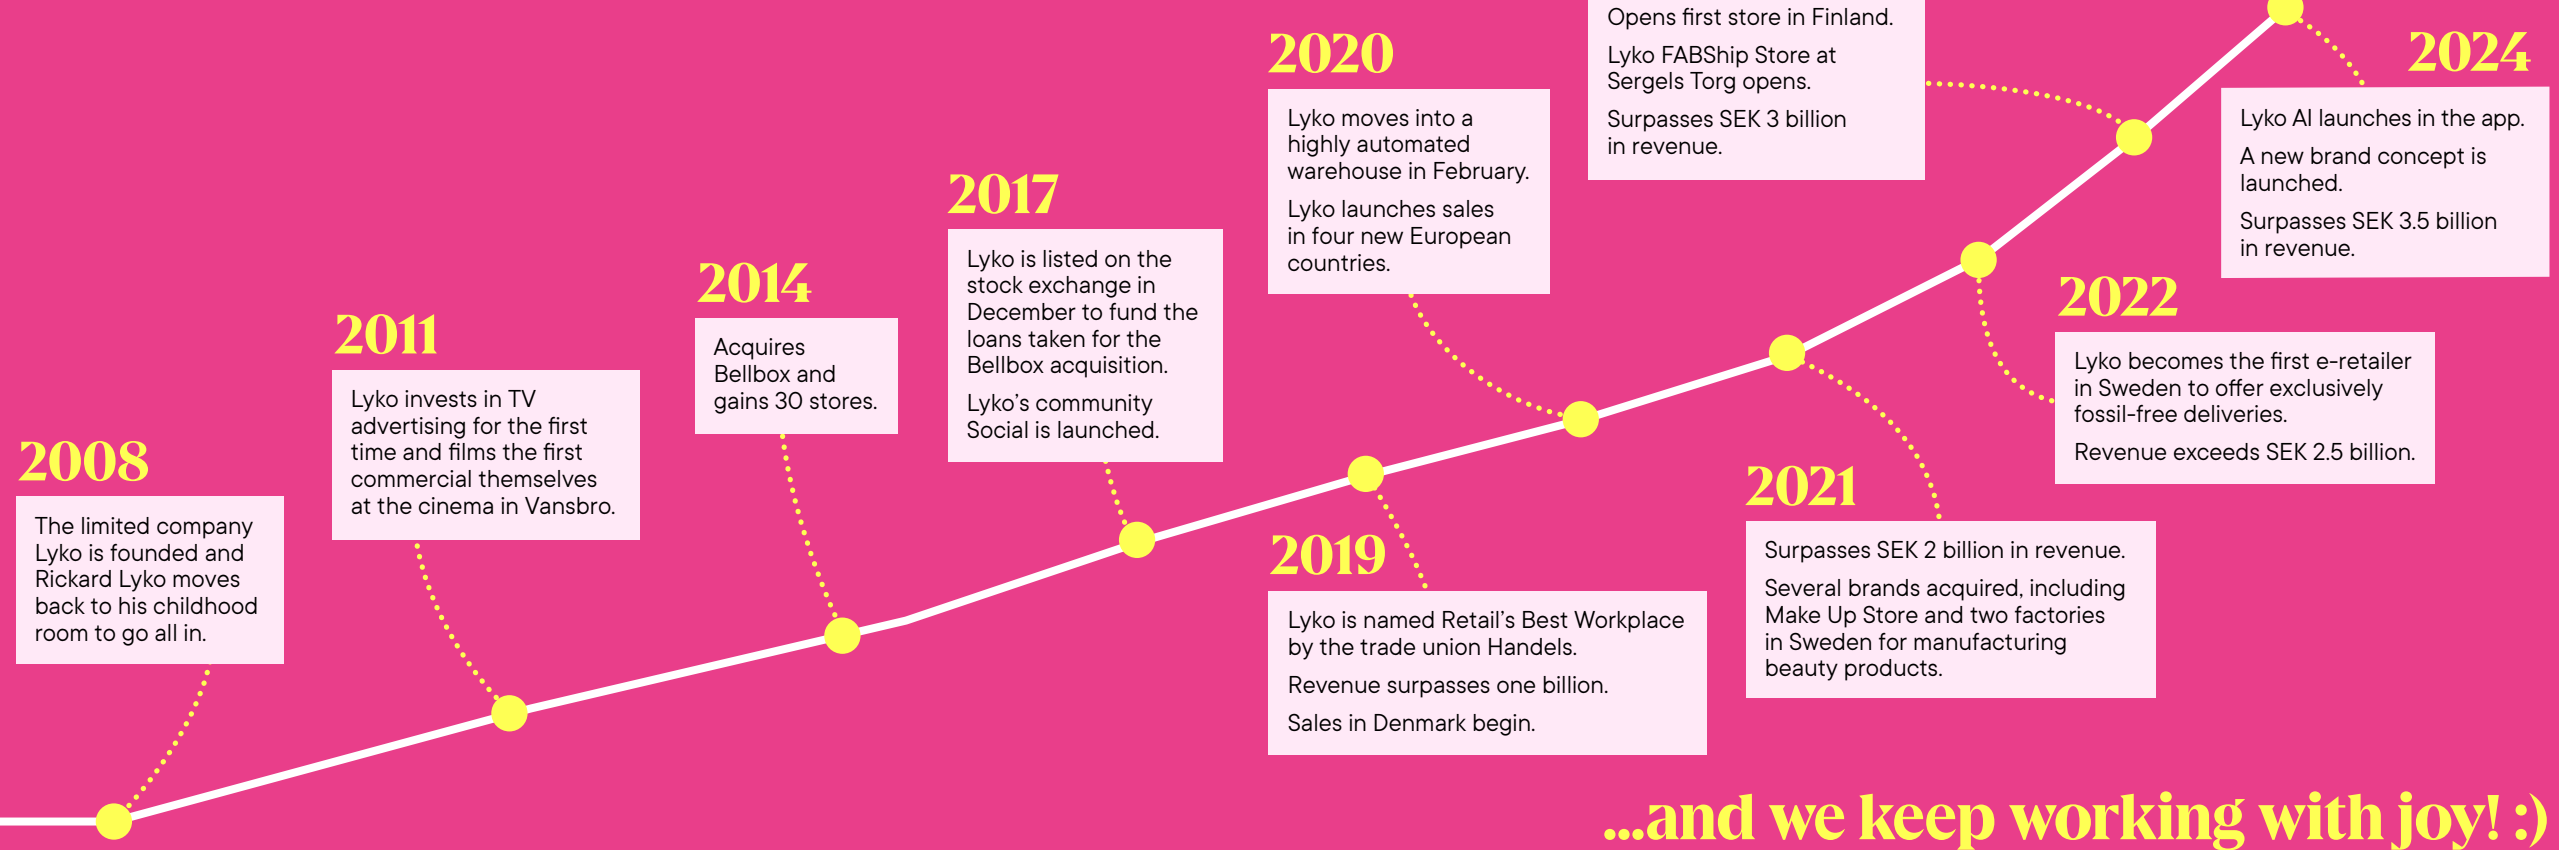 2008
The limited company
Lyko is founded and
Rickard Lyko moves
back to his childhood
room to go all in.
2011
Lyko invests in TV
advertising for the first
time and films the first
commercial themselves
at the cinema in Vansbro.
2014
Acquires
Bellbox and
gains 30 stores.
2017
Lyko is listed on the
stock exchange in
December to fund the
loans taken for the
Bellbox acquisition.
Lyko’s community
Social is launched.
2019
Lyko is named Retail’s Best Workplace
by the trade union Handels.
Revenue surpasses one billion.
Sales in Denmark begin.
2020
Lyko moves into a
highly automated
warehouse in February.
Lyko launches sales
in four new European
countries.
2021
Surpasses SEK 2 billion in revenue.
Several brands acquired, including
Make Up Store and two factories
in Sweden for manufacturing
beauty products.
2022
Lyko becomes the first e-retailer
in Sweden to offer exclusively
fossil-free deliveries.
Revenue exceeds SEK 2.5 billion.
Opens first store in Finland.
Lyko FABShip Store at
Sergels Torg opens.
Surpasses SEK 3 billion
in revenue.
2024
Lyko AI launches in the app.
A new brand concept is
launched.
Surpasses SEK 3.5 billion
in revenue.
...and we keep working with joy! :)